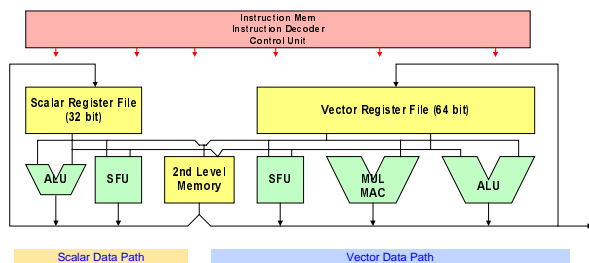 Instruction Mem
Instruction Decoder
Control Unit
Scalar Register File
(32 bit)
Vector Register File (64 bit)
ALU
SFU
2nd Level
Memory
SFU
MUL
MAC
ALU
Scalar Data Path
Vector Data Path